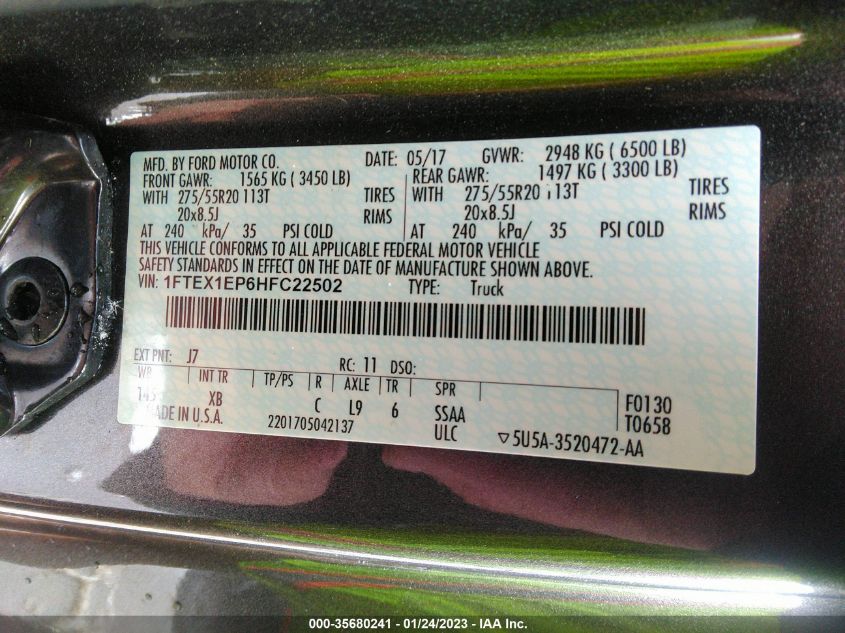 MFD. BY FORD MOTOR CO. DATE: 05/17 GVWR: 2948 KG ( 6500 LB)
FRONT GAWR: 1565 KG ( 3450 LB) REAR GAWR: 1497 KG ( 3300 LB)
WITH 275/55R20 113T TIRES WITH 275/55R20 113T TIRES
20x8.5J RIMS 20x8.5J RIMS
AT 240 kPa/ 35 PSI COLD AT 240 kPa/ 35 PSI COLD
THIS VEHICLE CONFORMS TO ALL APPLICABLE FEDERAL MOTOR VEHICLE
SAFETY STANDARDS IN EFFECT ON THE DATE OF MANUFACTURE SHOWN ABOVE.
VIN: 1FTEX1EP6HFC22502 TYPE: Truck
EXT PNT: J7 RC: 11 DSO:
WB INT TR TP/PS R AXLE TR SPR
145 XB C L9 6 SSAA F0130
MADE IN U.S.A. 2201705042137 ULC T0658
▽5U5A-3520472-AA
000-35680241 - 01/24/2023 - IAA Inc.